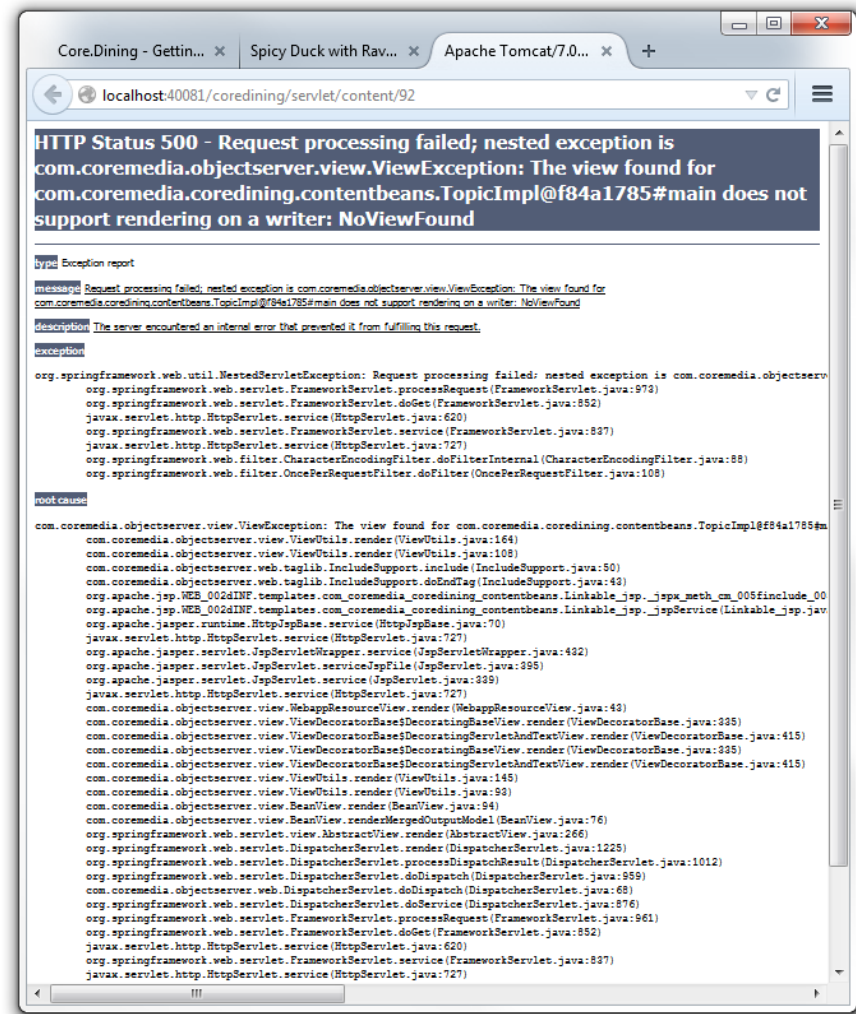 Core.Dining - Gettin...
Spicy Duck with Rav...
Apache Tomcat/7.0...
localhost:40081/coredining/servlet/content/92
HTTP Status 500 - Request processing failed; nested exception is
com.coremedia.objectserver.view.ViewException: The view found for
com.coremedia.coredining.contentbeans.TopicImpl@f84a1785#main does not
support rendering on a writer: NoViewFound
type Exception report
message Request processing failed; nested exception is com.coremedia.objectserver.view.ViewException: The view found for
com.coremedia.coredining.contentbeans.TopicImpl@f84a1785#main does not support rendering on a writer: NoViewFound
description The server encountered an internal error that prevented it from fulfilling this request.
exception
org.springframework.web.util.NestedServletException: Request processing failed; nested exception is com.coremedia.objectserv
org.springframework.web.servlet.FrameworkServlet.processRequest(FrameworkServlet.java:973)
org.springframework.web.servlet.FrameworkServlet.doGet(FrameworkServlet.java:852)
javax.servlet.http.HttpServlet.service(HttpServlet.java:620)
org.springframework.web.servlet.FrameworkServlet.service(FrameworkServlet.java:837)
javax.servlet.http.HttpServlet.service(HttpServlet.java:727)
org.springframework.web.filter.CharacterEncodingFilter.doFilterInternal(CharacterEncodingFilter.java:88)
org.springframework.web.filter.OncePerRequestFilter.doFilter(OncePerRequestFilter.java:108)
root cause
com.coremedia.objectserver.view.ViewException: The view found for com.coremedia.coredining.contentbeans.TopicImpl@f84a1785#m
com.coremedia.objectserver.view.ViewUtils.render(ViewUtils.java:164)
com.coremedia.objectserver.view.ViewUtils.render(ViewUtils.java:108)
com.coremedia.objectserver.web.taglib.IncludeSupport.include(IncludeSupport.java:50)
com.coremedia.objectserver.web.taglib.IncludeSupport.doEndTag(IncludeSupport.java:43)
org.apache.jsp.WEB_002dINF.templates.com_coremedia_coredining_contentbeans.Linkable_jsp._jspx_meth_cm_005finclude_00
org.apache.jsp.WEB_002dINF.templates.com_coremedia_coredining_contentbeans.Linkable_jsp._jspService(Linkable_jsp.jav
org.apache.jasper.runtime.HttpJspBase.service(HttpJspBase.java:70)
javax.servlet.http.HttpServlet.service(HttpServlet.java:727)
org.apache.jasper.servlet.JspServletWrapper.service(JspServletWrapper.java:432)
org.apache.jasper.servlet.JspServlet.serviceJspFile(JspServlet.java:395)
org.apache.jasper.servlet.JspServlet.service(JspServlet.java:339)
javax.servlet.http.HttpServlet.service(HttpServlet.java:727)
com.coremedia.objectserver.view.WebappResourceView.render(WebappResourceView.java:43)
com.coremedia.objectserver.view.ViewDecoratorBase$DecoratingBaseView.render(ViewDecoratorBase.java:335)
com.coremedia.objectserver.view.ViewDecoratorBase$DecoratingServletAndTextView.render(ViewDecoratorBase.java:415)
com.coremedia.objectserver.view.ViewDecoratorBase$DecoratingBaseView.render(ViewDecoratorBase.java:335)
com.coremedia.objectserver.view.ViewDecoratorBase$DecoratingServletAndTextView.render(ViewDecoratorBase.java:415)
com.coremedia.objectserver.view.ViewUtils.render(ViewUtils.java:145)
com.coremedia.objectserver.view.ViewUtils.render(ViewUtils.java:93)
com.coremedia.objectserver.view.BeanView.render(BeanView.java:94)
com.coremedia.objectserver.view.BeanView.renderMergedOutputModel(BeanView.java:76)
org.springframework.web.servlet.view.AbstractView.render(AbstractView.java:266)
org.springframework.web.servlet.DispatcherServlet.render(DispatcherServlet.java:1225)
org.springframework.web.servlet.DispatcherServlet.processDispatchResult(DispatcherServlet.java:1012)
org.springframework.web.servlet.DispatcherServlet.doDispatch(DispatcherServlet.java:959)
com.coremedia.objectserver.web.DispatcherServlet.doDispatch(DispatcherServlet.java:68)
org.springframework.web.servlet.DispatcherServlet.doService(DispatcherServlet.java:876)
org.springframework.web.servlet.FrameworkServlet.processRequest(FrameworkServlet.java:961)
org.springframework.web.servlet.FrameworkServlet.doGet(FrameworkServlet.java:852)
javax.servlet.http.HttpServlet.service(HttpServlet.java:620)
org.springframework.web.servlet.FrameworkServlet.service(FrameworkServlet.java:837)
javax.servlet.http.HttpServlet.service(HttpServlet.java:727)